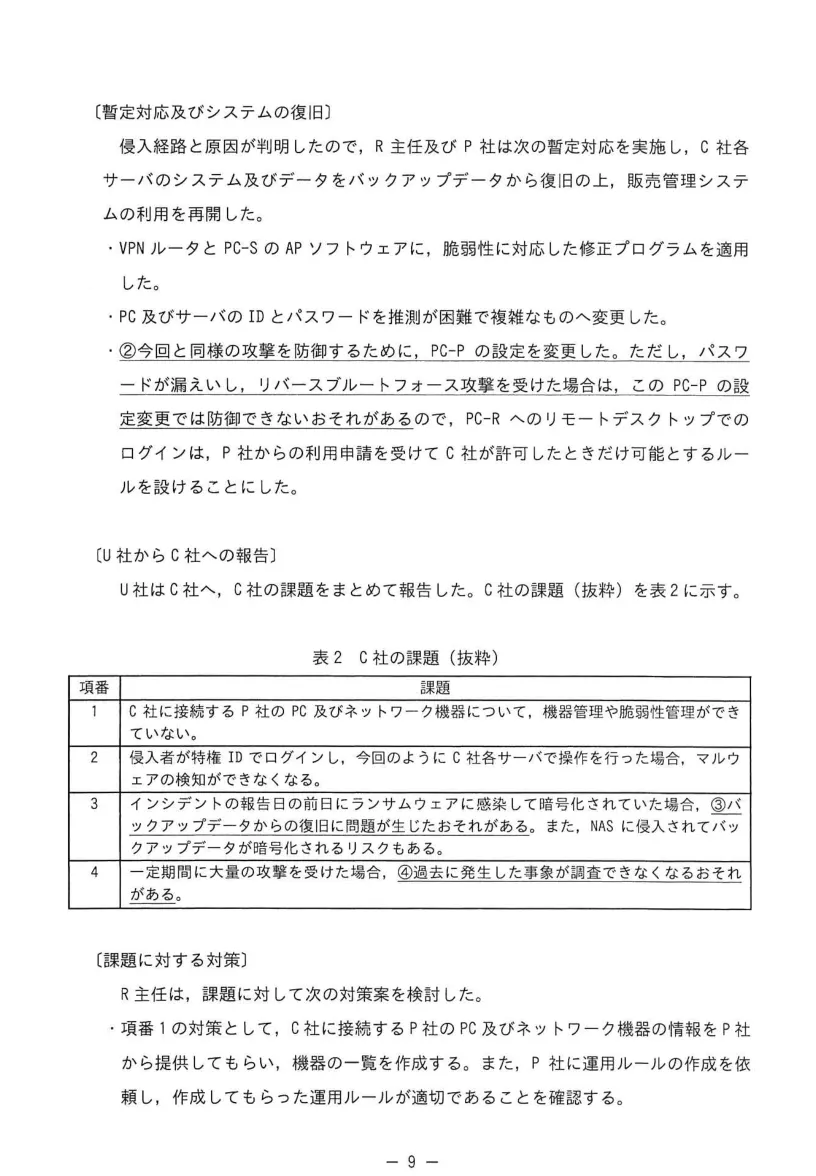 〔暫定対応及びシステムの復旧〕
侵入経路と原因が判明したので，R 主任及び P 社は次の暫定対応を実施し，C 社各
サーバのシステム及びデータをバックアップデータから復旧の上，販売管理システ
ムの利用を再開した。
・VPN ルータと PC-S の AP ソフトウェアに，脆弱性に対応した修正プログラムを適用
した。
・PC 及びサーバの ID とパスワードを推測が困難で複雑なものへ変更した。
・②今回と同様の攻撃を防御するために，PC-P の設定を変更した。ただし，パスワ
ードが漏えいし，リバースブルートフォース攻撃を受けた場合は，この PC-P の設
定変更では防御できないおそれがあるので，PC-R へのリモートデスクトップでの
ログインは，P 社からの利用申請を受けて C 社が許可したときだけ可能とするルー
ルを設けることにした。
〔U 社から C 社への報告〕
U 社は C 社へ，C 社の課題をまとめて報告した。C 社の課題（抜粋）を表 2 に示す。
表 2 C 社の課題（抜粋）
項番 課題
1 C 社に接続する P 社の PC 及びネットワーク機器について，機器管理や脆弱性管理ができ
ていない。
2 侵入者が特権 ID でログインし，今回のように C 社各サーバで操作を行った場合，マルウ
ェアの検知ができなくなる。
3 インシデントの報告日の前日にランサムウェアに感染して暗号化されていた場合，③バ
ックアップデータからの復旧に問題が生じたおそれがある。また，NAS に侵入されてバッ
クアップデータが暗号化されるリスクもある。
4 一定期間に大量の攻撃を受けた場合，④過去に発生した事象が調査できなくなるおそれ
がある。
〔課題に対する対策〕
R 主任は，課題に対して次の対策案を検討した。
・項番 1 の対策として，C 社に接続する P 社の PC 及びネットワーク機器の情報を P 社
から提供してもらい，機器の一覧を作成する。また，P 社に運用ルールの作成を依
頼し，作成してもらった運用ルールが適切であることを確認する。
− 9 −